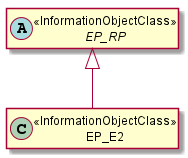 A «InformationObjectClass»
EP_RP
C «InformationObjectClass»
EP_E2